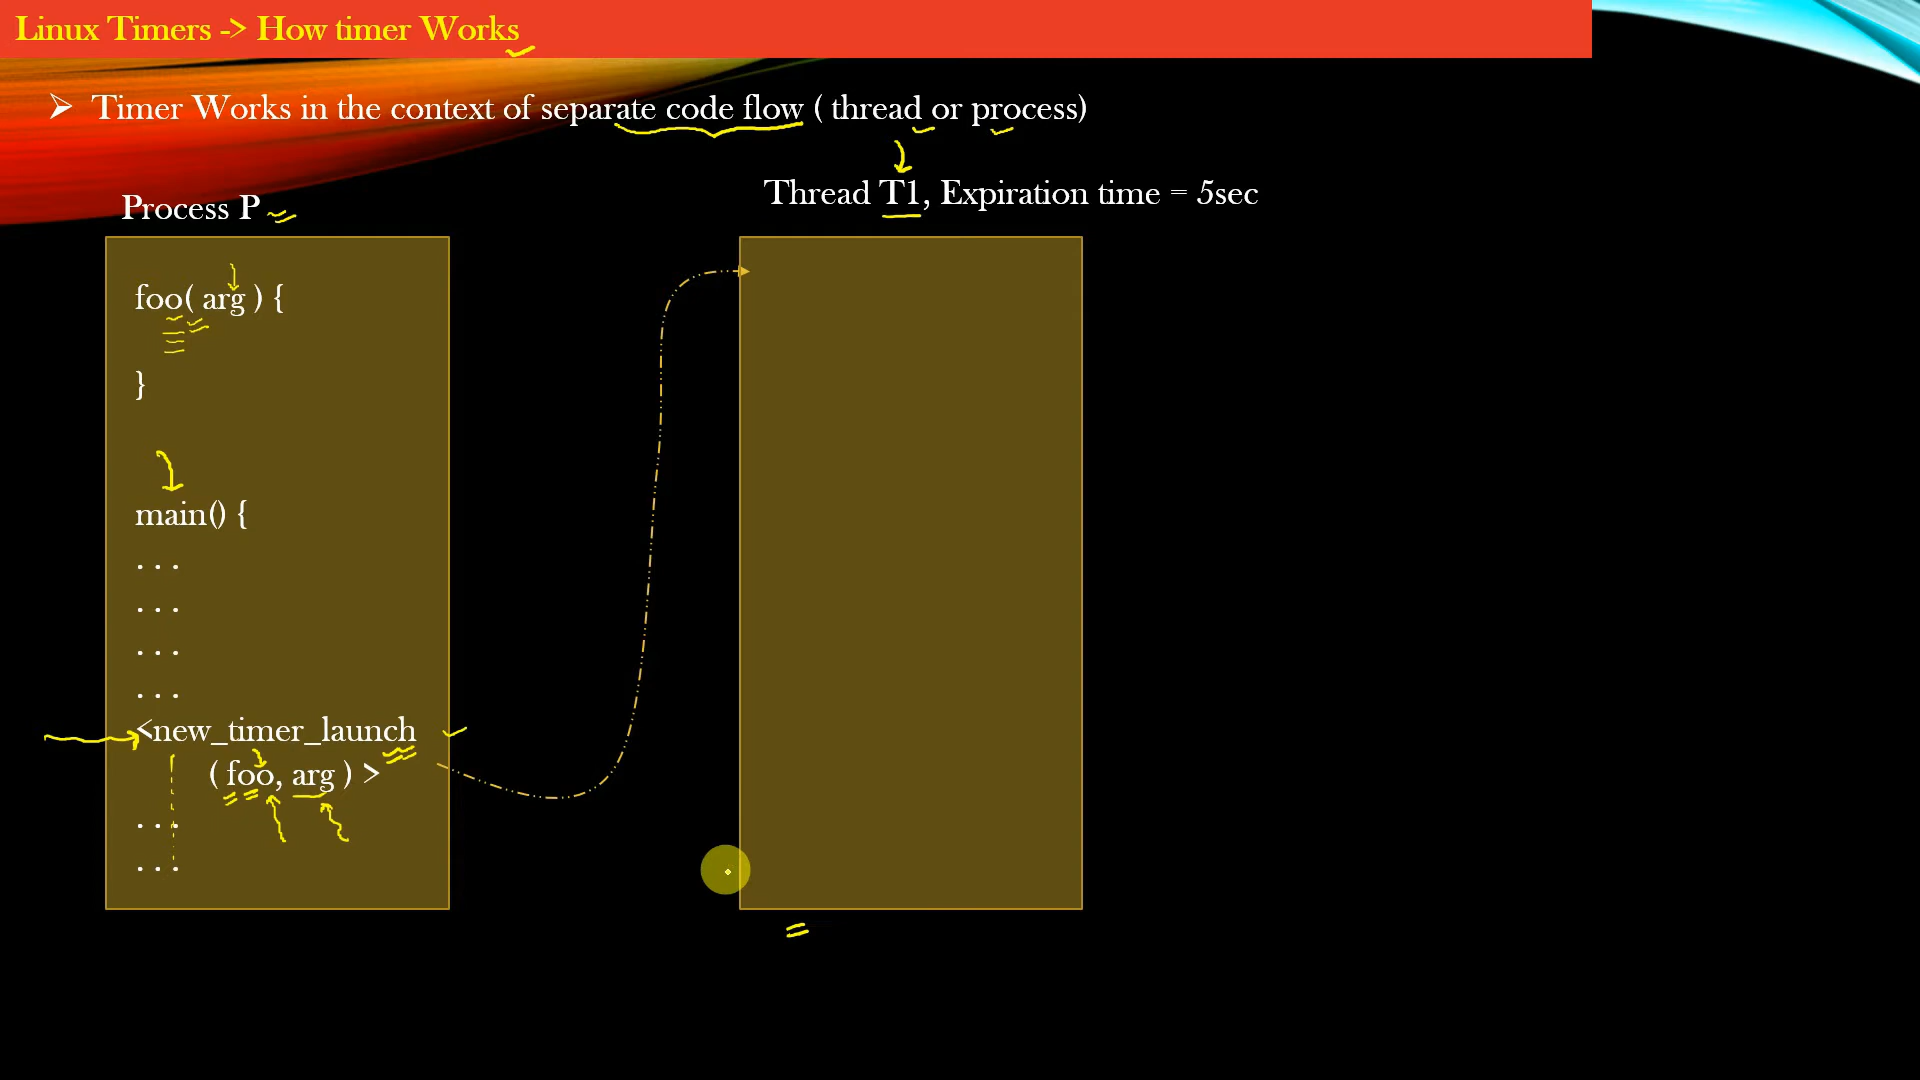 Linux Timers -> How timer Works
➢ Timer Works in the context of separate code flow ( thread or process)
Process P
Thread T1, Expiration time = 5sec
foo( arg ) {
}
main() {
. . .
. . .
. . .
. . .
<new_timer_launch
( foo, arg ) >
. . .
. . .